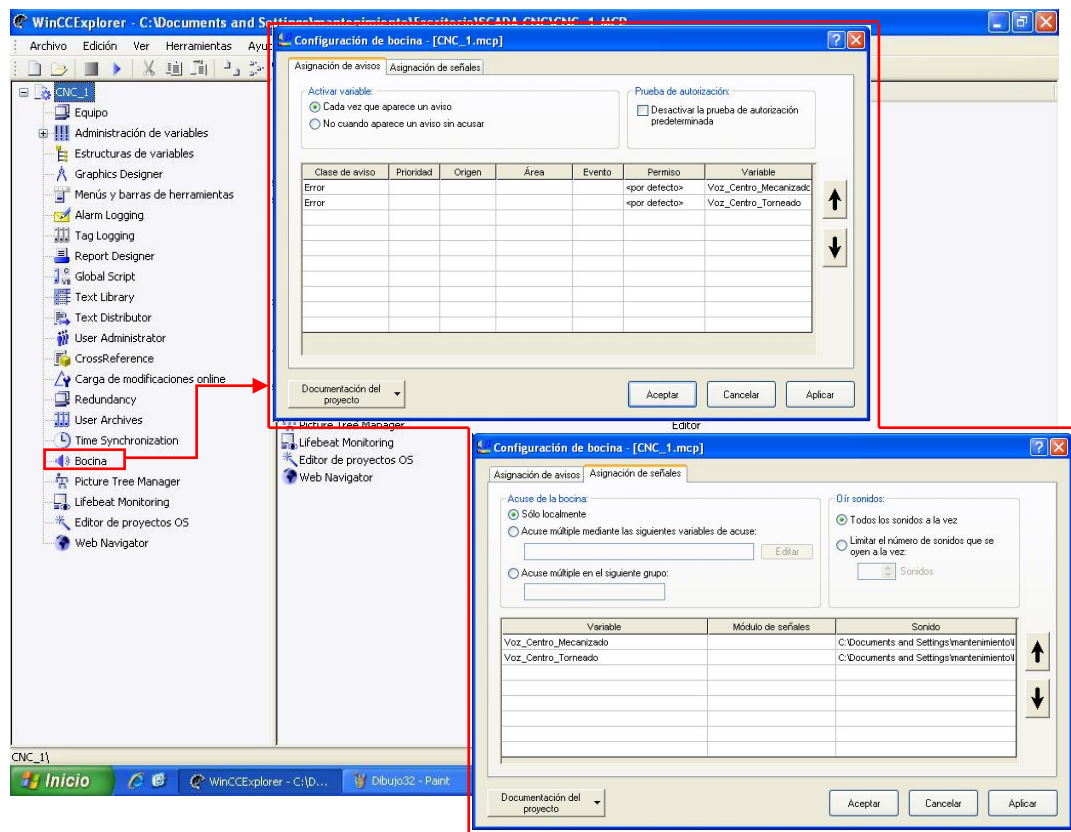 WinCCExplorer - C:\Documents and Settings\mantenimiento\Escritorio\SCADA CNC\CNC_1.MCP
Archivo Edición Ver Herramientas
CNC_1
Equipo
Administración de variables
Estructuras de variables
Graphics Designer
Menús y barras de herramientas
Alarm Logging
Tag Logging
Report Designer
Global Script
Text Library
Text Distributor
User Administrator
CrossReference
Carga de modificaciones online
Redundancy
User Archives
Time Synchronization
Bocina
Picture Tree Manager
Lifebeat Monitoring
Editor de proyectos OS
Web Navigator
Configuración de bocina - [CNC_1.mcp]
Asignación de avisos Asignación de señales
Activar variable:
Cada vez que aparece un aviso
No cuando aparece un aviso sin acusar
Prueba de autorización:
Desactivar la prueba de autorización
predeterminada
Clase de aviso Prioridad Origen Área Evento Permiso Variable
Error <por defecto> Voz_Centro_Mecanizado
Error <por defecto> Voz_Centro_Torneado
Documentación del
proyecto
Aceptar Cancelar Aplicar
Picture Tree Manager Editor
Lifebeat Monitoring
Editor de proyectos OS
Web Navigator
Configuración de bocina - [CNC_1.mcp]
Asignación de avisos Asignación de señales
Acuse de la bocina:
Sólo localmente
Acuse múltiple mediante las siguientes variables de acuse:
Editar
Acuse múltiple en el siguiente grupo:
Oír sonidos:
Todos los sonidos a la vez
Limitar el número de sonidos que se
oyen a la vez:
Sonidos
Variable Módulo de señales Sonido
Voz_Centro_Mecanizado C:\Documents and Settings\mantenimiento\
Voz_Centro_Torneado C:\Documents and Settings\mantenimiento\
Documentación del
proyecto
Aceptar Cancelar Aplicar
CNC_1\
Inicio WinCCExplorer - C:\D... Dibujo32 - Paint